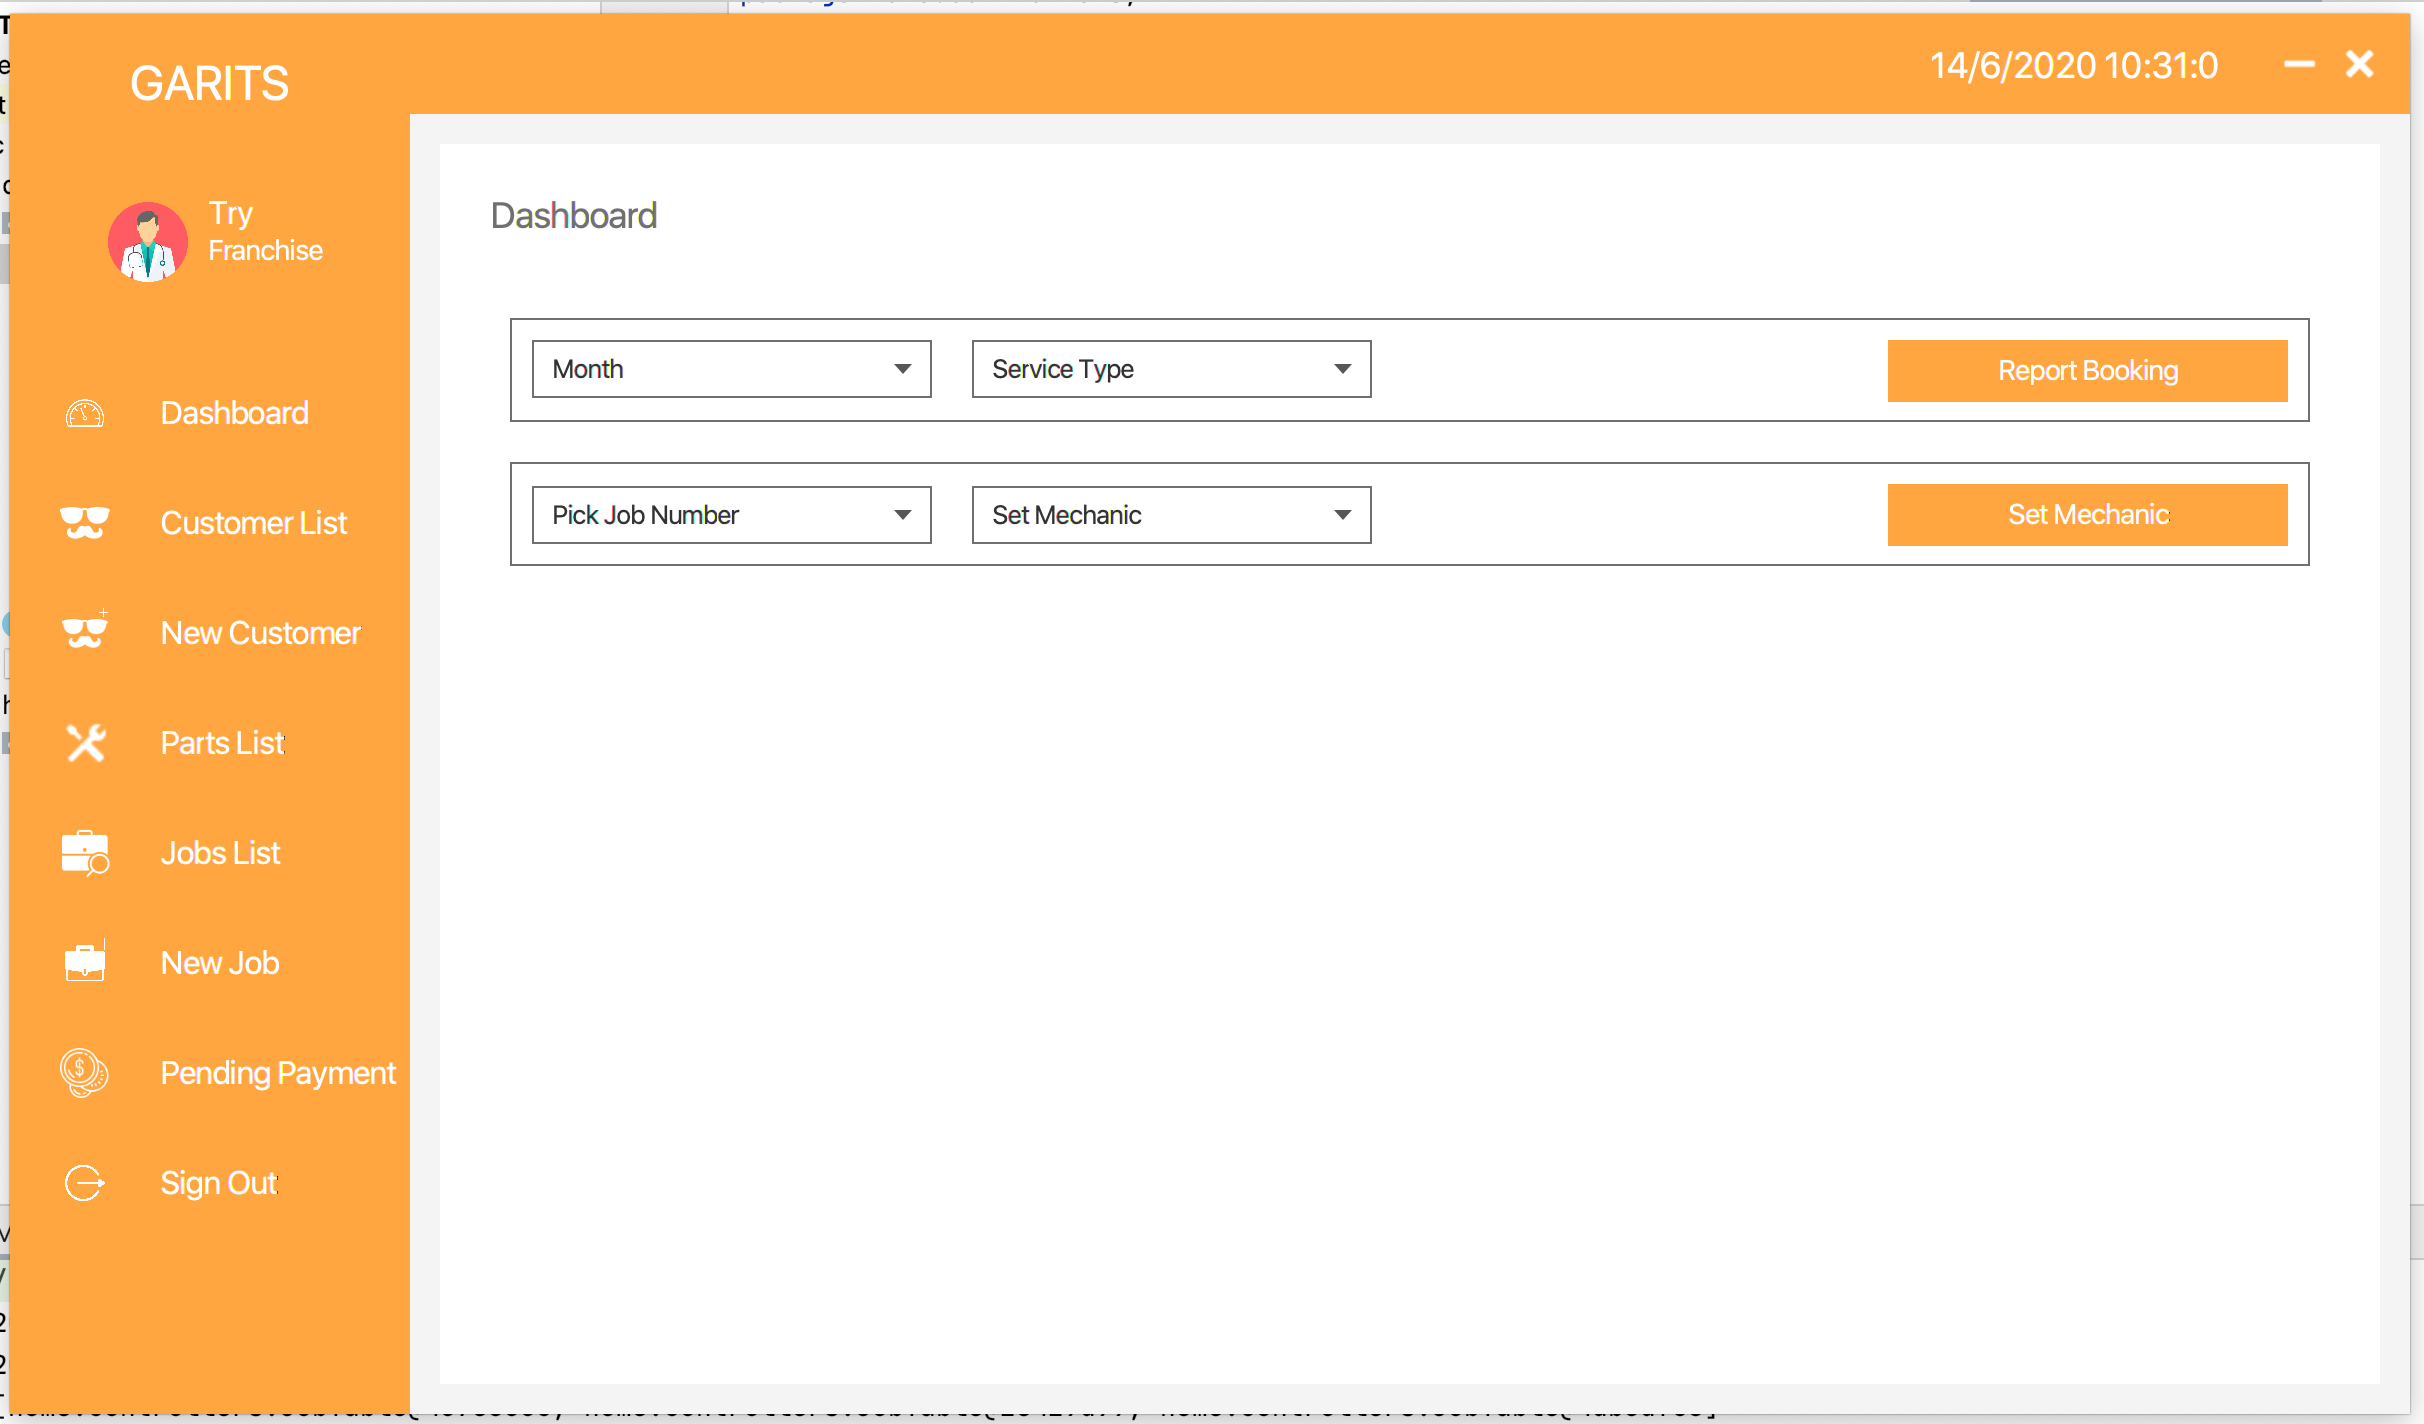 GARITS
14/6/2020 10:31:0
Try
Franchise
Dashboard
Customer List
New Customer
Parts List
Jobs List
New Job
Pending Payment
Sign Out
Dashboard
Month
Service Type
Report Booking
Pick Job Number
Set Mechanic
Set Mechanic